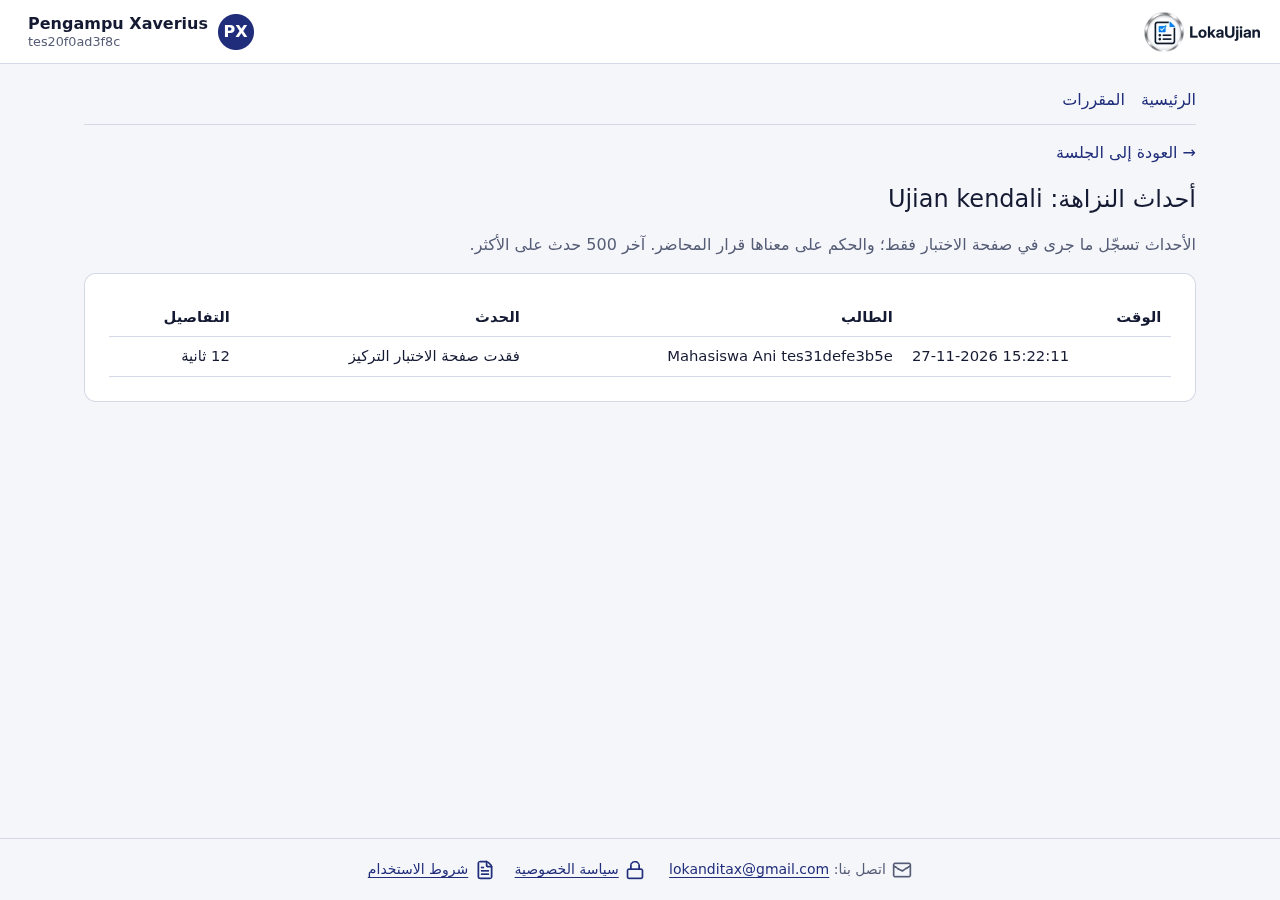 LokaUjian
Pengampu Xaverius
tes20f0ad3f8c
PX
الرئيسية المقررات
→ العودة إلى الجلسة
أحداث النزاهة: Ujian kendali
الأحداث تسجّل ما جرى في صفحة الاختبار فقط؛ والحكم على معناها قرار المحاضر. آخر 500 حدث على الأكثر.
الوقت الطالب الحدث التفاصيل
27-11-2026 15:22:11 Mahasiswa Ani tes31defe3b5e فقدت صفحة الاختبار التركيز 12 ثانية
اتصل بنا: lokanditax@gmail.com سياسة الخصوصية شروط الاستخدام